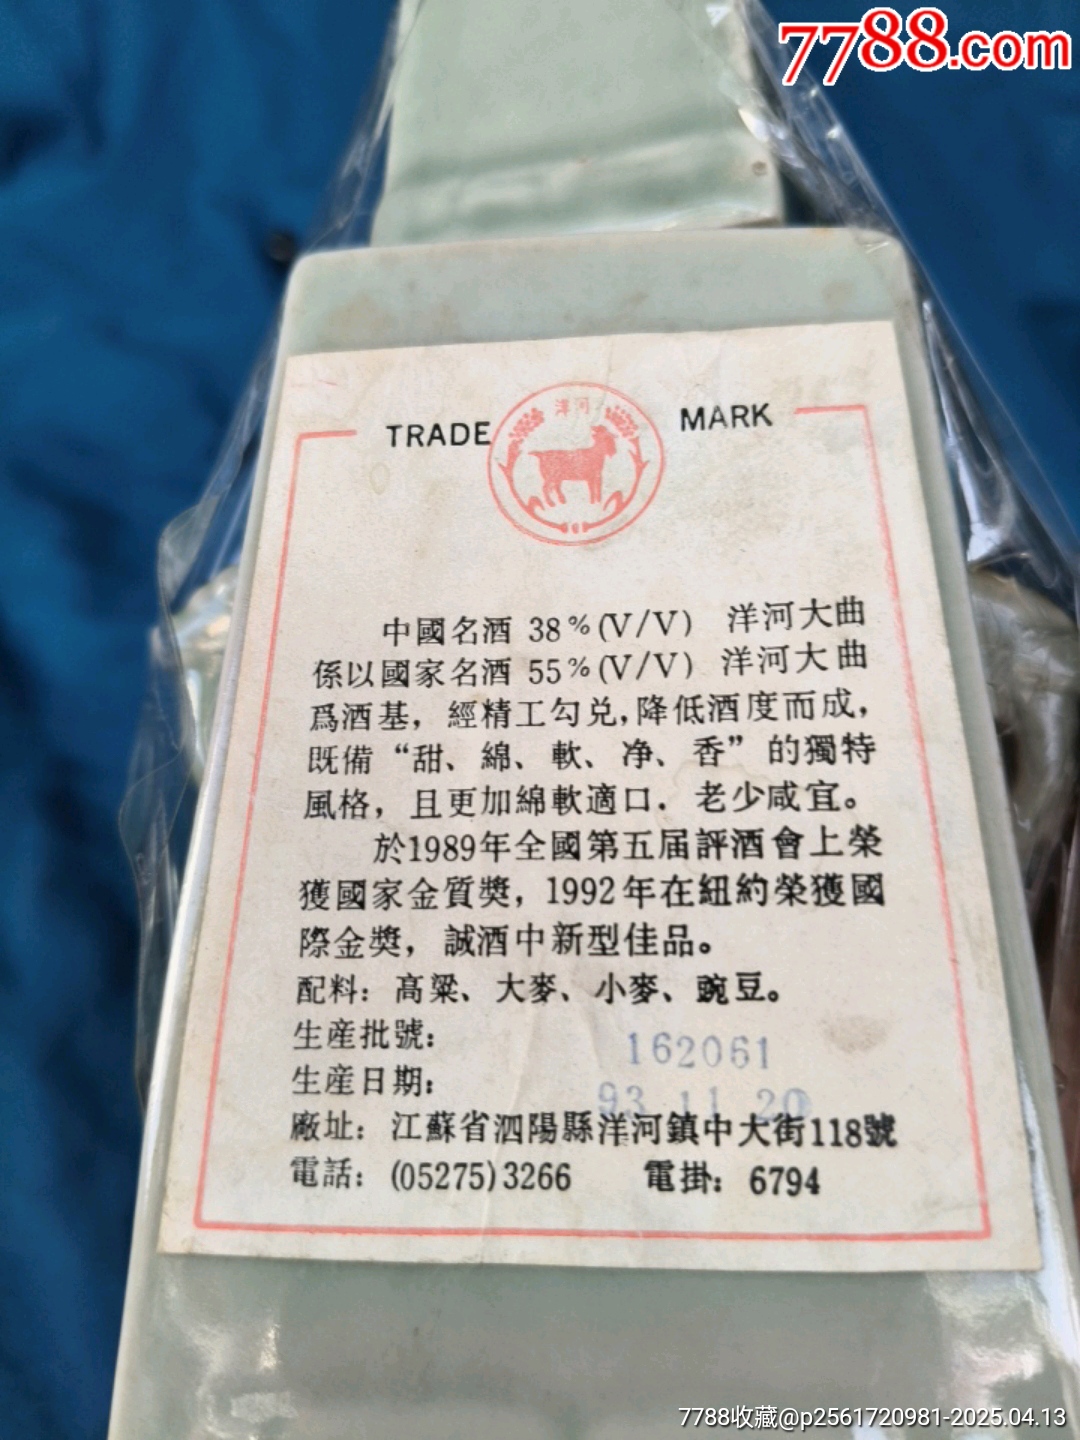 7788.com
洋河
TRADE MARK
中國名酒 38%(V/V) 洋河大曲
係以國家名酒 55%(V/V) 洋河大曲
爲酒基，經精工勾兑，降低酒度而成，
既備“甜、綿、軟、净、香”的獨特
風格，且更加綿軟適口．老少咸宜。
於1989年全國第五届評酒會上榮
獲國家金質獎，1992年在紐約榮獲國
際金獎，誠酒中新型佳品。
配料：高粱、大麥、小麥、豌豆。
生産批號： 162061
生産日期： 93 11 20
廠址：江蘇省泗陽縣洋河鎮中大街118號
電話：(05275)3266 電掛：6794
7788收藏@p2561720981-2025.04.13